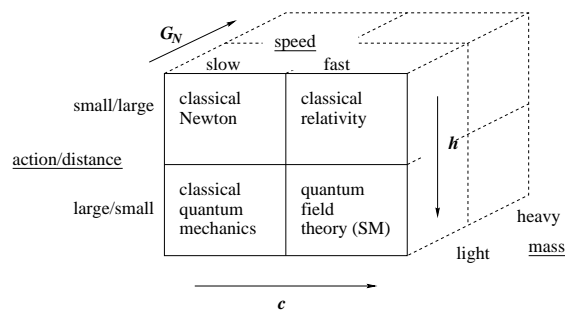 G_N
speed
slow fast
small/large
classical
Newton
classical
relativity
action/distance
h
large/small
classical
quantum
mechanics
quantum
field
theory (SM)
heavy
light mass
c